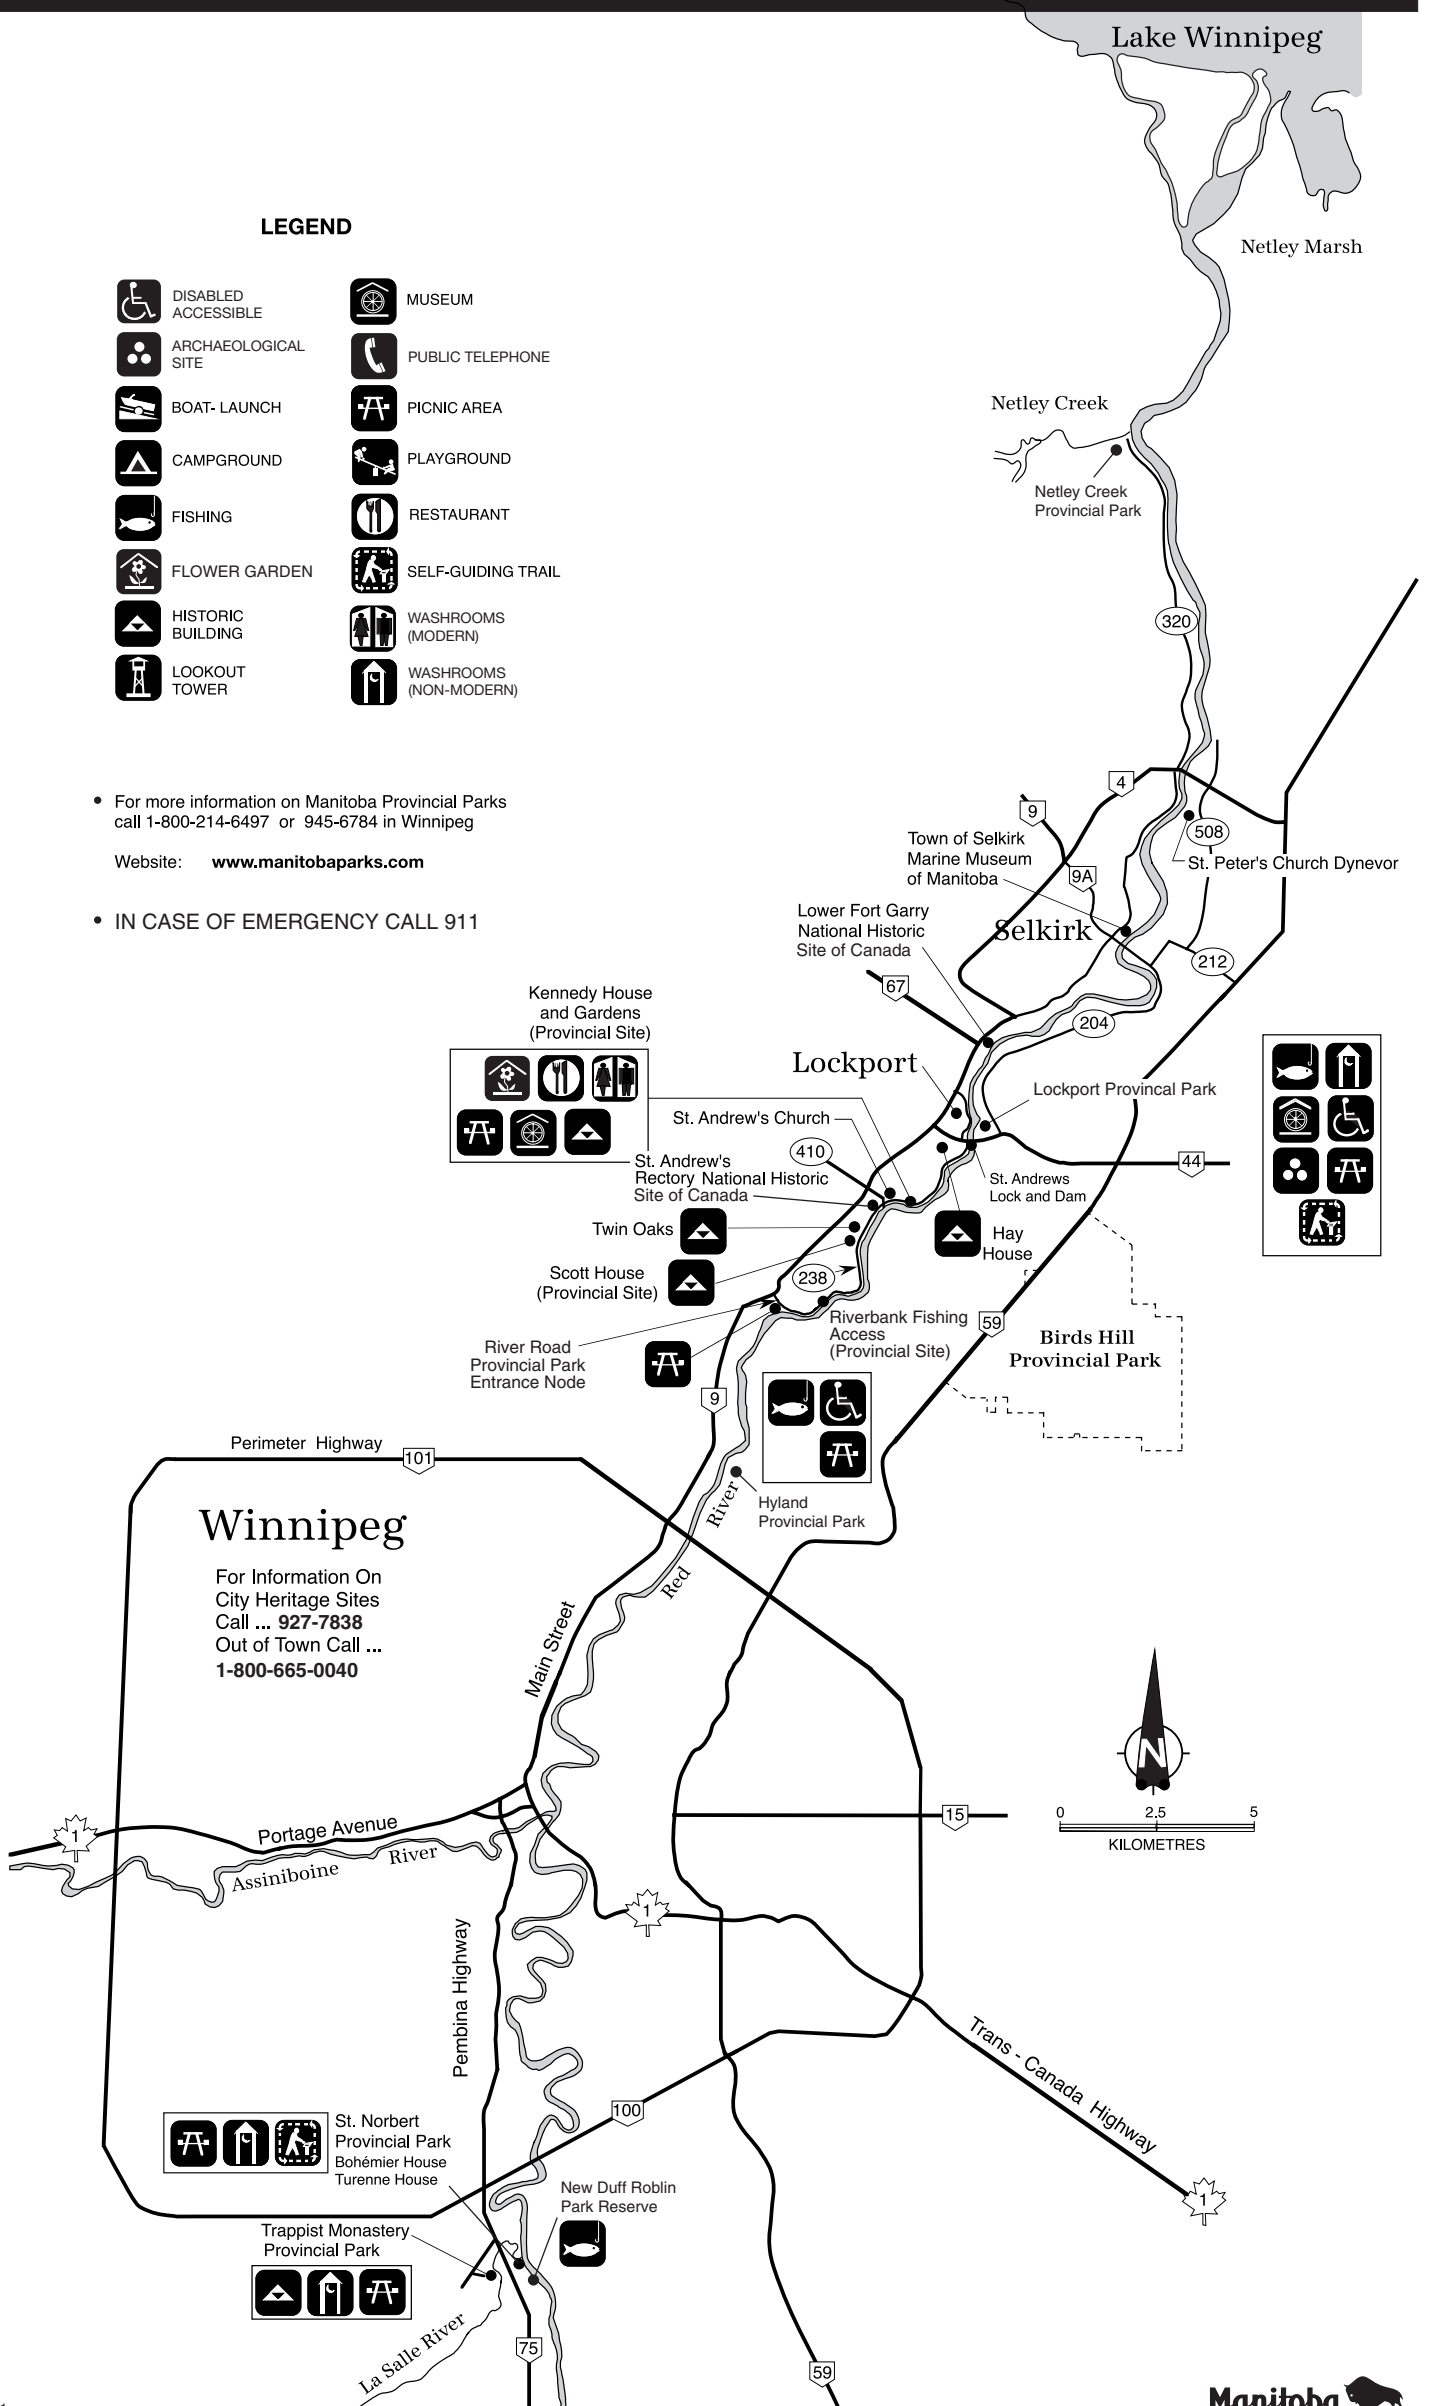 Lake Winnipeg
Netley Marsh
LEGEND
DISABLED
ACCESSIBLE
ARCHAEOLOGICAL
SITE
BOAT- LAUNCH
CAMPGROUND
FISHING
FLOWER GARDEN
HISTORIC
BUILDING
LOOKOUT
TOWER
MUSEUM
PUBLIC TELEPHONE
PICNIC AREA
PLAYGROUND
RESTAURANT
SELF-GUIDING TRAIL
WASHROOMS
(MODERN)
WASHROOMS
(NON-MODERN)
Netley Creek
Netley Creek
Provincial Park
320
• For more information on Manitoba Provincial Parks
call 1-800-214-6497 or 945-6784 in Winnipeg
Website: www.manitobaparks.com
• IN CASE OF EMERGENCY CALL 911
4
9
508
Town of Selkirk
Marine Museum
of Manitoba
9A
St. Peter's Church Dynevor
Lower Fort Garry
National Historic
Site of Canada
Selkirk
212
67
204
Kennedy House
and Gardens
(Provincial Site)
Lockport
Lockport Provincal Park
St. Andrew's Church
410
44
St. Andrew's
Rectory National Historic
Site of Canada
St. Andrews
Lock and Dam
Twin Oaks
Hay
House
Scott House
(Provincial Site)
238
Riverbank Fishing
Access
(Provincial Site)
59
Birds Hill
Provincial Park
River Road
Provincial Park
Entrance Node
9
Perimeter Highway
101
Hyland
Provincial Park
River
Red
Winnipeg
For Information On
City Heritage Sites
Call ... 927-7838
Out of Town Call ...
1-800-665-0040
Main Street
N
0 2.5 5
KILOMETRES
15
1
Portage Avenue
Assiniboine River
1
Pembina Highway
Trans - Canada Highway
1
100
St. Norbert
Provincial Park
Bohémier House
Turenne House
New Duff Roblin
Park Reserve
Trappist Monastery
Provincial Park
La Salle River
75
59
Manitoba